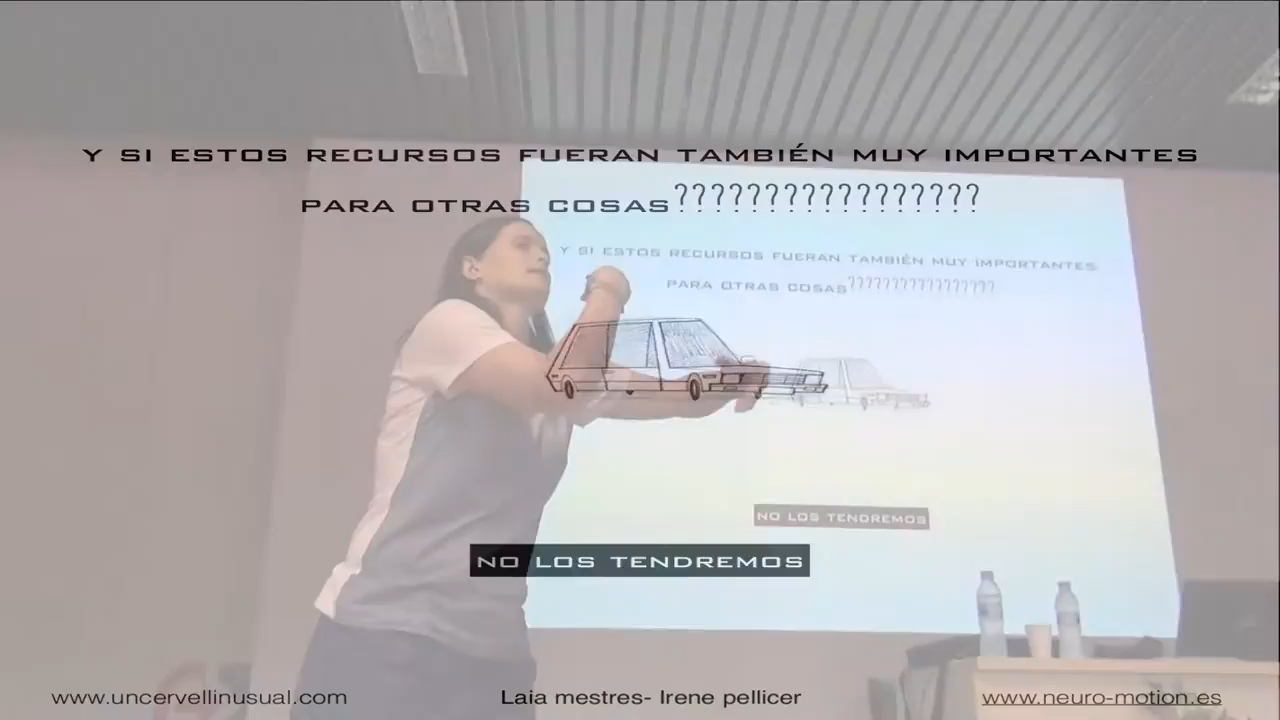 Y SI ESTOS RECURSOS FUERAN TAMBIÉN MUY IMPORTANTES
PARA OTRAS COSAS?????????????????
Y SI ESTOS RECURSOS FUERAN TAMBIÉN MUY IMPORTANTES
PARA OTRAS COSAS?????????????????
NO LOS TENDREMOS
NO LOS TENDREMOS
www.uncervellinusual.com Laia mestres- Irene pellicer www.neuro-motion.es